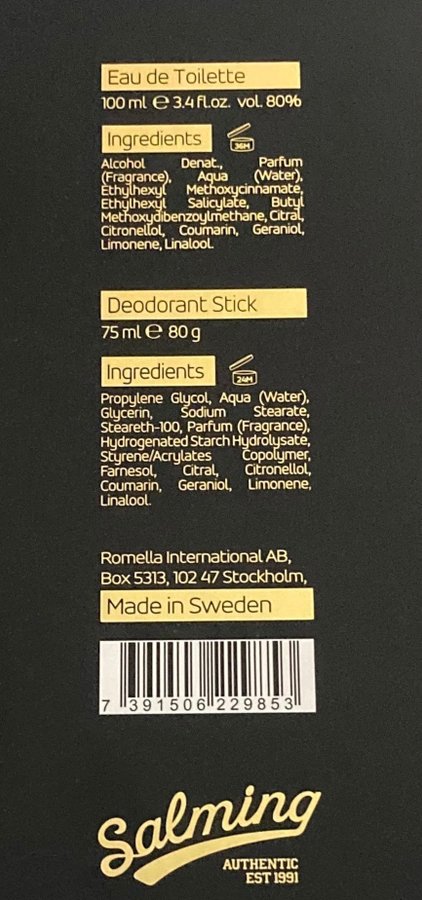 Eau de Toilette
100 ml ℮ 3.4 fl.oz. vol. 80%
Ingredients
36M
Alcohol Denat., Parfum
(Fragrance), Aqua (Water),
Ethylhexyl Methoxycinnamate,
Ethylhexyl Salicylate, Butyl
Methoxydibenzoylmethane, Citral,
Citronellol, Coumarin, Geraniol,
Limonene, Linalool.
Deodorant Stick
75 ml ℮ 80 g
Ingredients
24M
Propylene Glycol, Aqua (Water),
Glycerin, Sodium Stearate,
Steareth-100, Parfum (Fragrance),
Hydrogenated Starch Hydrolysate,
Styrene/Acrylates Copolymer,
Farnesol, Citral, Citronellol,
Coumarin, Geraniol, Limonene,
Linalool.
Romella International AB,
Box 5313, 102 47 Stockholm,
Made in Sweden
7 391506 229853
Salming
AUTHENTIC
EST 1991